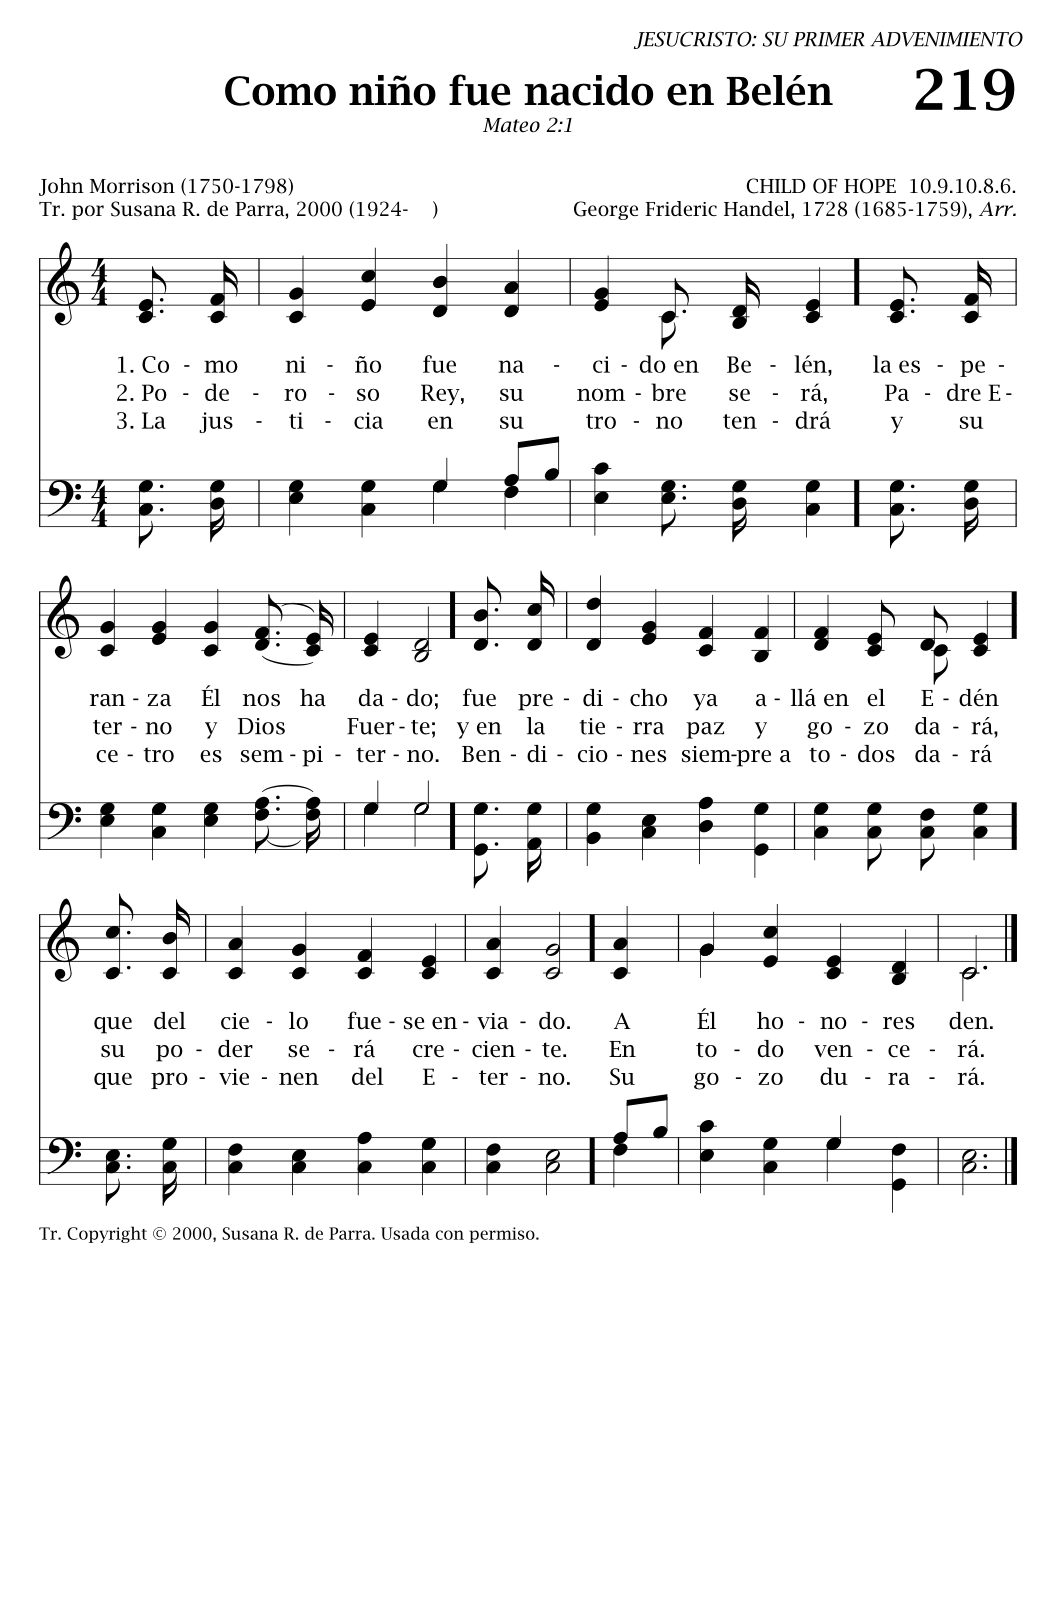 JESUCRISTO: SU PRIMER ADVENIMIENTO
Como niño fue nacido en Belén 219
Mateo 2:1
John Morrison (1750-1798) CHILD OF HOPE 10.9.10.8.6.
Tr. por Susana R. de Parra, 2000 (1924- ) George Frideric Handel, 1728 (1685-1759), Arr.
1. Co - mo ni - ño fue na - ci - do en Be - lén, la es - pe -
2. Po - de - ro - so Rey, su nom - bre se - rá, Pa - dre E -
3. La jus - ti - cia en su tro - no ten - drá y su
ran - za Él nos ha da - do; fue pre - di - cho ya a - llá en el E - dén
ter - no y Dios Fuer - te; y en la tie - rra paz y go - zo da - rá,
ce - tro es sem - pi - ter - no. Ben - di - cio - nes siem - pre a to - dos da - rá
que del cie - lo fue - se en - via - do. A Él ho - no - res den.
su po - der se - rá cre - cien - te. En to - do ven - ce - rá.
que pro - vie - nen del E - ter - no. Su go - zo du - ra - rá.
Tr. Copyright © 2000, Susana R. de Parra. Usada con permiso.